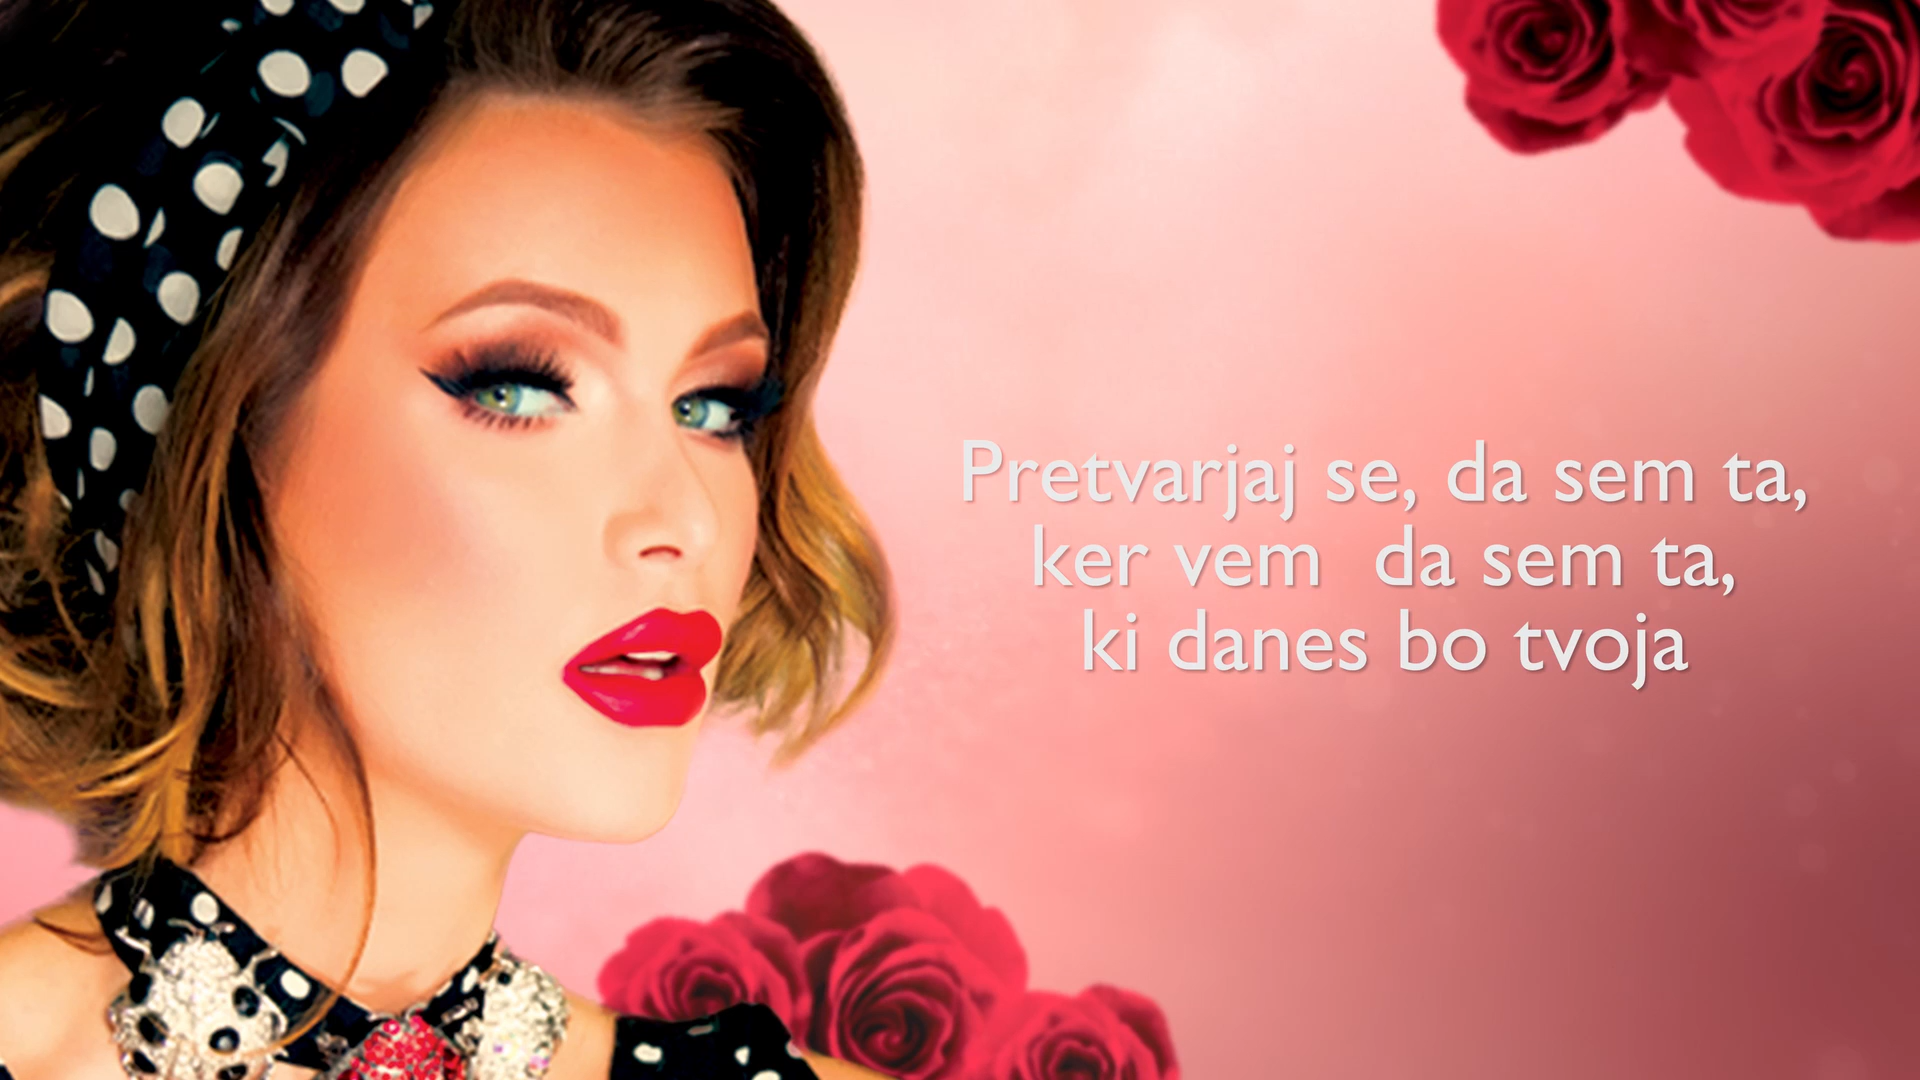 Pretvarjaj se, da sem ta,
ker vem  da sem ta,
ki danes bo tvoja